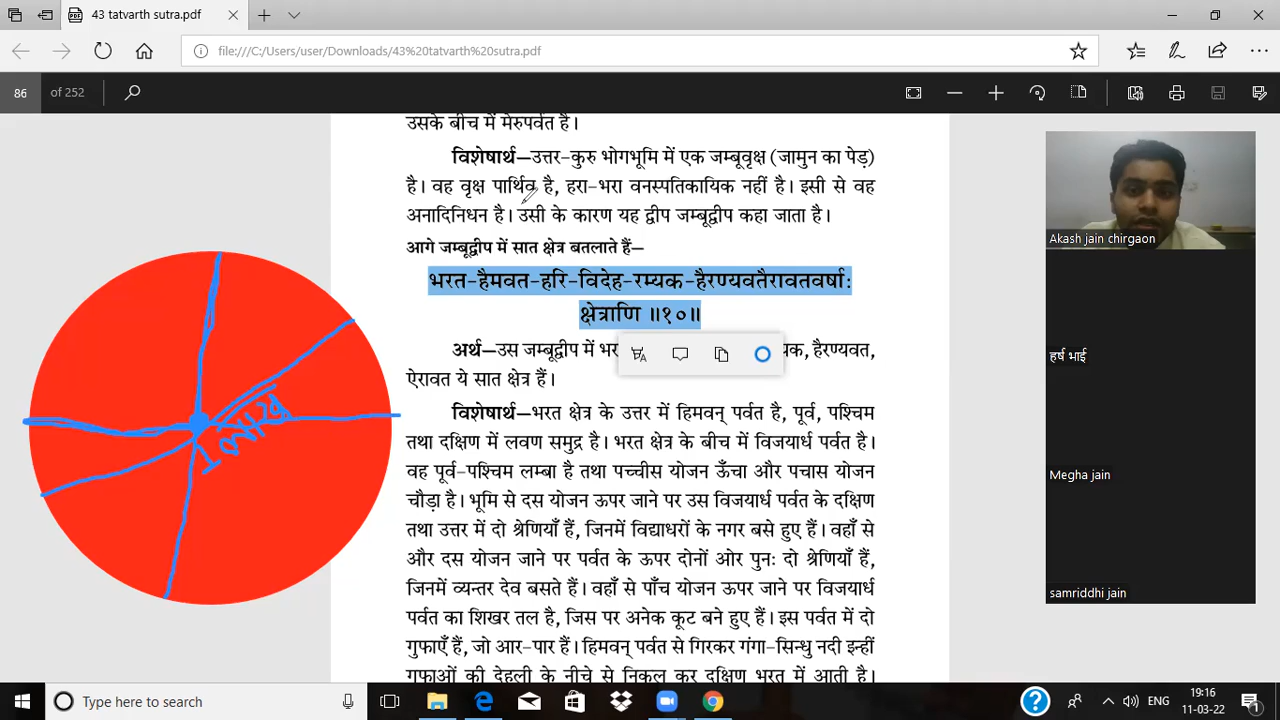 43 tatvarth sutra.pdf
file:///C:/Users/user/Downloads/43%20tatvarth%20sutra.pdf
86 of 252
उसके बीच में मेरुपर्वत है।
विशेषार्थ—उत्तर-कुरु भोगभूमि में एक जम्बूवृक्ष (जामुन का पेड़)
है। वह वृक्ष पार्थिव है, हरा-भरा वनस्पतिकायिक नहीं है। इसी से वह
अनादिनिधन है। उसी के कारण यह द्वीप जम्बूद्वीप कहा जाता है।
आगे जम्बूद्वीप में सात क्षेत्र बतलाते हैं—
भरत-हैमवत-हरि-विदेह-रम्यक-हैरण्यवतैरावतवर्षाः
क्षेत्राणि ॥१०॥
अर्थ—उस जम्बूद्वीप में भर यक, हैरण्यवत,
ऐरावत ये सात क्षेत्र हैं।
विशेषार्थ—भरत क्षेत्र के उत्तर में हिमवन् पर्वत है, पूर्व, पश्चिम
तथा दक्षिण में लवण समुद्र है। भरत क्षेत्र के बीच में विजयार्ध पर्वत है।
वह पूर्व-पश्चिम लम्बा है तथा पच्चीस योजन ऊँचा और पचास योजन
चौड़ा है। भूमि से दस योजन ऊपर जाने पर उस विजयार्ध पर्वत के दक्षिण
तथा उत्तर में दो श्रेणियाँ हैं, जिनमें विद्याधरों के नगर बसे हुए हैं। वहाँ से
और दस योजन जाने पर पर्वत के ऊपर दोनों ओर पुनः दो श्रेणियाँ हैं,
जिनमें व्यन्तर देव बसते हैं। वहाँ से पाँच योजन ऊपर जाने पर विजयार्ध
पर्वत का शिखर तल है, जिस पर अनेक कूट बने हुए हैं। इस पर्वत में दो
गुफाएँ हैं, जो आर-पार हैं। हिमवन् पर्वत से गिरकर गंगा-सिन्धु नदी इन्हीं
गुफाओं की देहली के नीचे से निकल कर दक्षिण भरत में आती है।
Akash jain chirgaon
हर्ष भाई
Megha jain
samriddhi jain
Type here to search
ENG
19:16
11-03-22
1